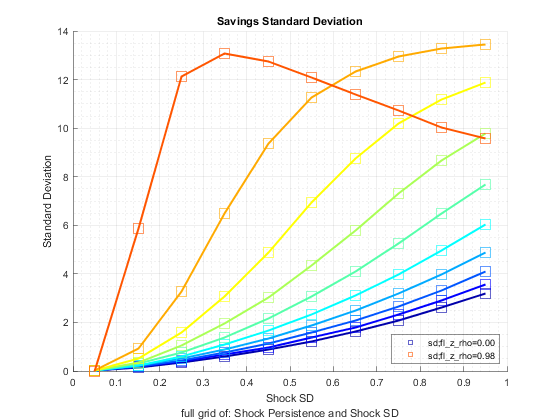 Savings Standard Deviation
14
12
10
8
6
4
2
0
Standard Deviation
0 0.1 0.2 0.3 0.4 0.5 0.6 0.7 0.8 0.9 1
sd;fl_z_rho=0.00
sd;fl_z_rho=0.98
Shock SD
full grid of: Shock Persistence and Shock SD